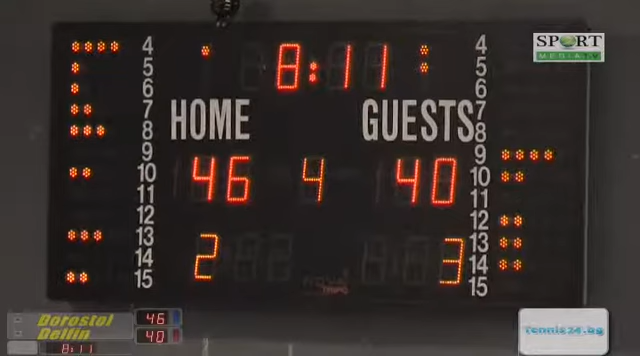 SPORT
MEDIA TV
4 8:11 4
5 5
6 6
7 HOME GUESTS 7
8 8
9 9
10 46 4 40 10
11 11
12 12
13 2 3 13
14 14
15 15
Dorostol 46
Delfin 40
8:11
Tennis24.bg